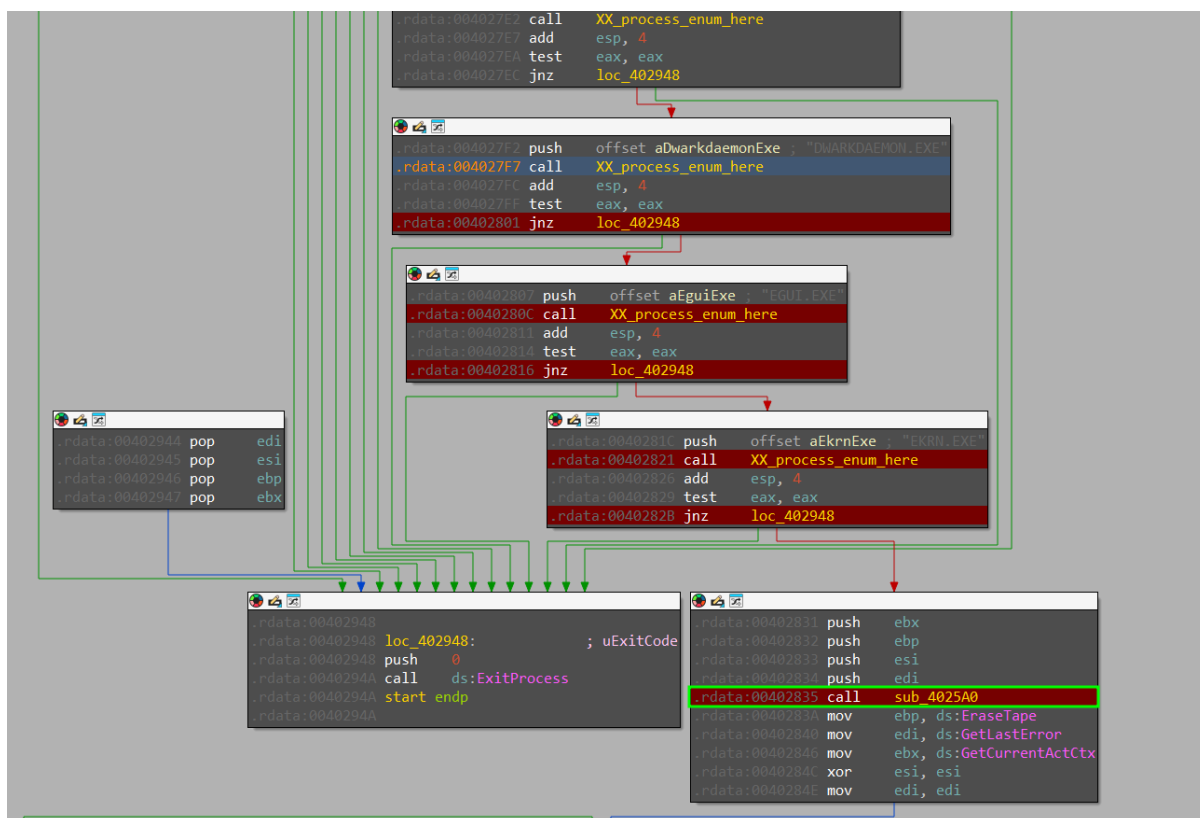 .rdata:004027E2 call XX_process_enum_here
.rdata:004027E7 add esp, 4
.rdata:004027EA test eax, eax
.rdata:004027EC jnz loc_402948
.rdata:004027F2 push offset aDwarkdaemonExe ; "DWARKDAEMON.EXE"
.rdata:004027F7 call XX_process_enum_here
.rdata:004027FC add esp, 4
.rdata:004027FF test eax, eax
.rdata:00402801 jnz loc_402948
.rdata:00402807 push offset aEguiExe ; "EGUI.EXE"
.rdata:0040280C call XX_process_enum_here
.rdata:00402811 add esp, 4
.rdata:00402814 test eax, eax
.rdata:00402816 jnz loc_402948
.rdata:00402944 pop edi
.rdata:00402945 pop esi
.rdata:00402946 pop ebp
.rdata:00402947 pop ebx
.rdata:0040281C push offset aEkrnExe ; "EKRN.EXE"
.rdata:00402821 call XX_process_enum_here
.rdata:00402826 add esp, 4
.rdata:00402829 test eax, eax
.rdata:0040282B jnz loc_402948
.rdata:00402948
.rdata:00402948 loc_402948: ; uExitCode
.rdata:00402948 push 0
.rdata:0040294A call ds:ExitProcess
.rdata:0040294A start endp
.rdata:0040294A
.rdata:00402831 push ebx
.rdata:00402832 push ebp
.rdata:00402833 push esi
.rdata:00402834 push edi
.rdata:00402835 call sub_4025A0
.rdata:0040283A mov ebp, ds:EraseTape
.rdata:00402840 mov edi, ds:GetLastError
.rdata:00402846 mov ebx, ds:GetCurrentActCtx
.rdata:0040284C xor esi, esi
.rdata:0040284E mov edi, edi